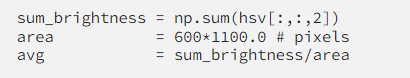 sum_brightness = np.sum(hsv[:,:,2])
area           = 600*1100.0 # pixels
avg            = sum_brightness/area